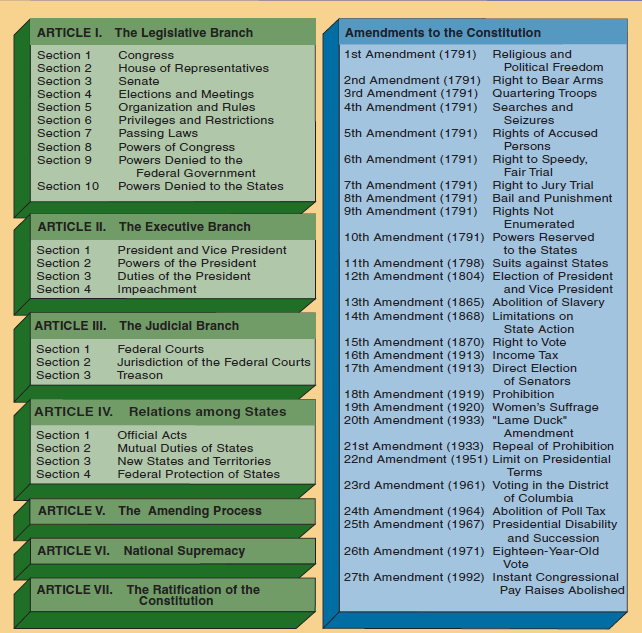 ARTICLE I. The Legislative Branch
Section 1 Congress
Section 2 House of Representatives
Section 3 Senate
Section 4 Elections and Meetings
Section 5 Organization and Rules
Section 6 Privileges and Restrictions
Section 7 Passing Laws
Section 8 Powers of Congress
Section 9 Powers Denied to the
Federal Government
Section 10 Powers Denied to the States
ARTICLE II. The Executive Branch
Section 1 President and Vice President
Section 2 Powers of the President
Section 3 Duties of the President
Section 4 Impeachment
ARTICLE III. The Judicial Branch
Section 1 Federal Courts
Section 2 Jurisdiction of the Federal Courts
Section 3 Treason
ARTICLE IV. Relations among States
Section 1 Official Acts
Section 2 Mutual Duties of States
Section 3 New States and Territories
Section 4 Federal Protection of States
ARTICLE V. The Amending Process
ARTICLE VI. National Supremacy
ARTICLE VII. The Ratification of the
Constitution
Amendments to the Constitution
1st Amendment (1791) Religious and
Political Freedom
2nd Amendment (1791) Right to Bear Arms
3rd Amendment (1791) Quartering Troops
4th Amendment (1791) Searches and
Seizures
5th Amendment (1791) Rights of Accused
Persons
6th Amendment (1791) Right to Speedy,
Fair Trial
7th Amendment (1791) Right to Jury Trial
8th Amendment (1791) Bail and Punishment
9th Amendment (1791) Rights Not
Enumerated
10th Amendment (1791) Powers Reserved
to the States
11th Amendment (1798) Suits against States
12th Amendment (1804) Election of President
and Vice President
13th Amendment (1865) Abolition of Slavery
14th Amendment (1868) Limitations on
State Action
15th Amendment (1870) Right to Vote
16th Amendment (1913) Income Tax
17th Amendment (1913) Direct Election
of Senators
18th Amendment (1919) Prohibition
19th Amendment (1920) Women's Suffrage
20th Amendment (1933) "Lame Duck"
Amendment
21st Amendment (1933) Repeal of Prohibition
22nd Amendment (1951) Limit on Presidential
Terms
23rd Amendment (1961) Voting in the District
of Columbia
24th Amendment (1964) Abolition of Poll Tax
25th Amendment (1967) Presidential Disability
and Succession
26th Amendment (1971) Eighteen-Year-Old
Vote
27th Amendment (1992) Instant Congressional
Pay Raises Abolished